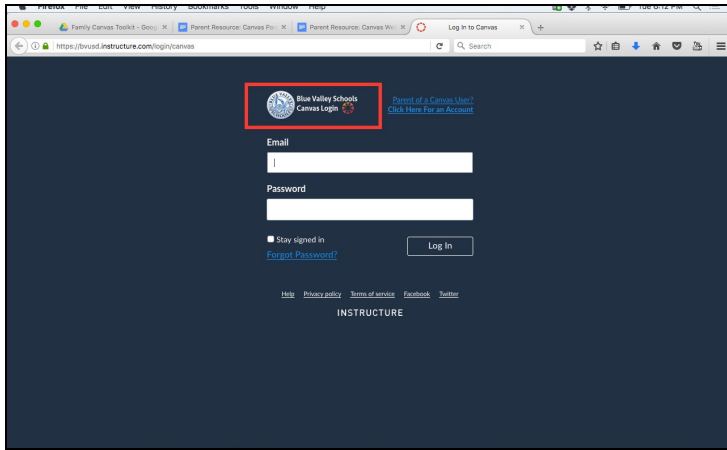 Firefox File Edit View History Bookmarks Tools Window Help Tue 6:12 PM
Family Canvas Toolkit - Goog
Parent Resource: Canvas Por
Parent Resource: Canvas We
Log In to Canvas
https://bvusd.instructure.com/login/canvas
Search
Blue Valley Schools
Canvas Login
Parent of a Canvas User?
Click Here For an Account
Email
Password
Stay signed in
Log In
Forgot Password?
Help Privacy policy Terms of service Facebook Twitter
INSTRUCTURE